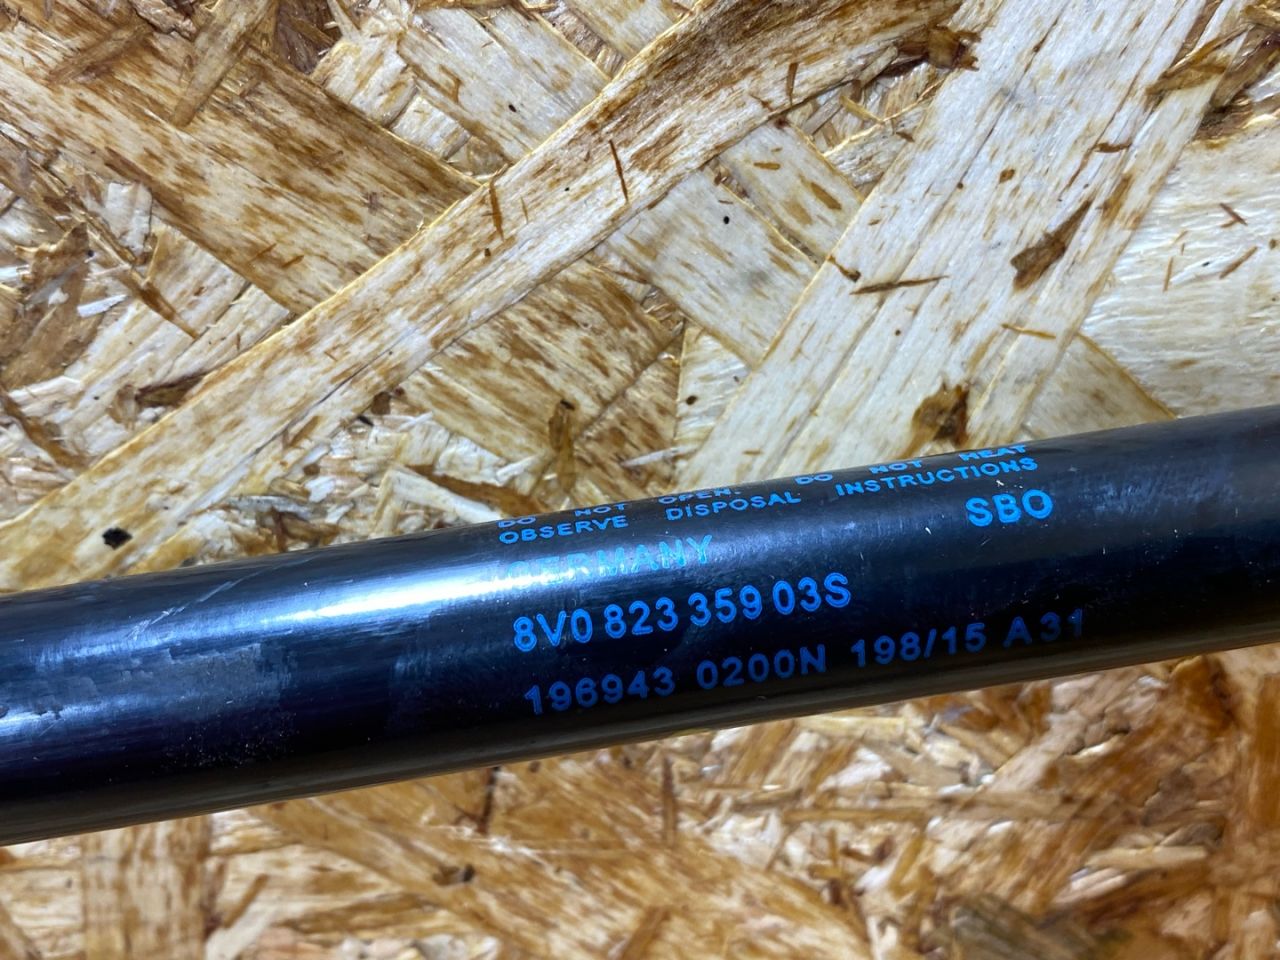 DO NOT OPEN. DO NOT HEAT
OBSERVE DISPOSAL INSTRUCTIONS
GERMANY SBO
8V0 823 359 03S
196943 0200N 198/15 A31